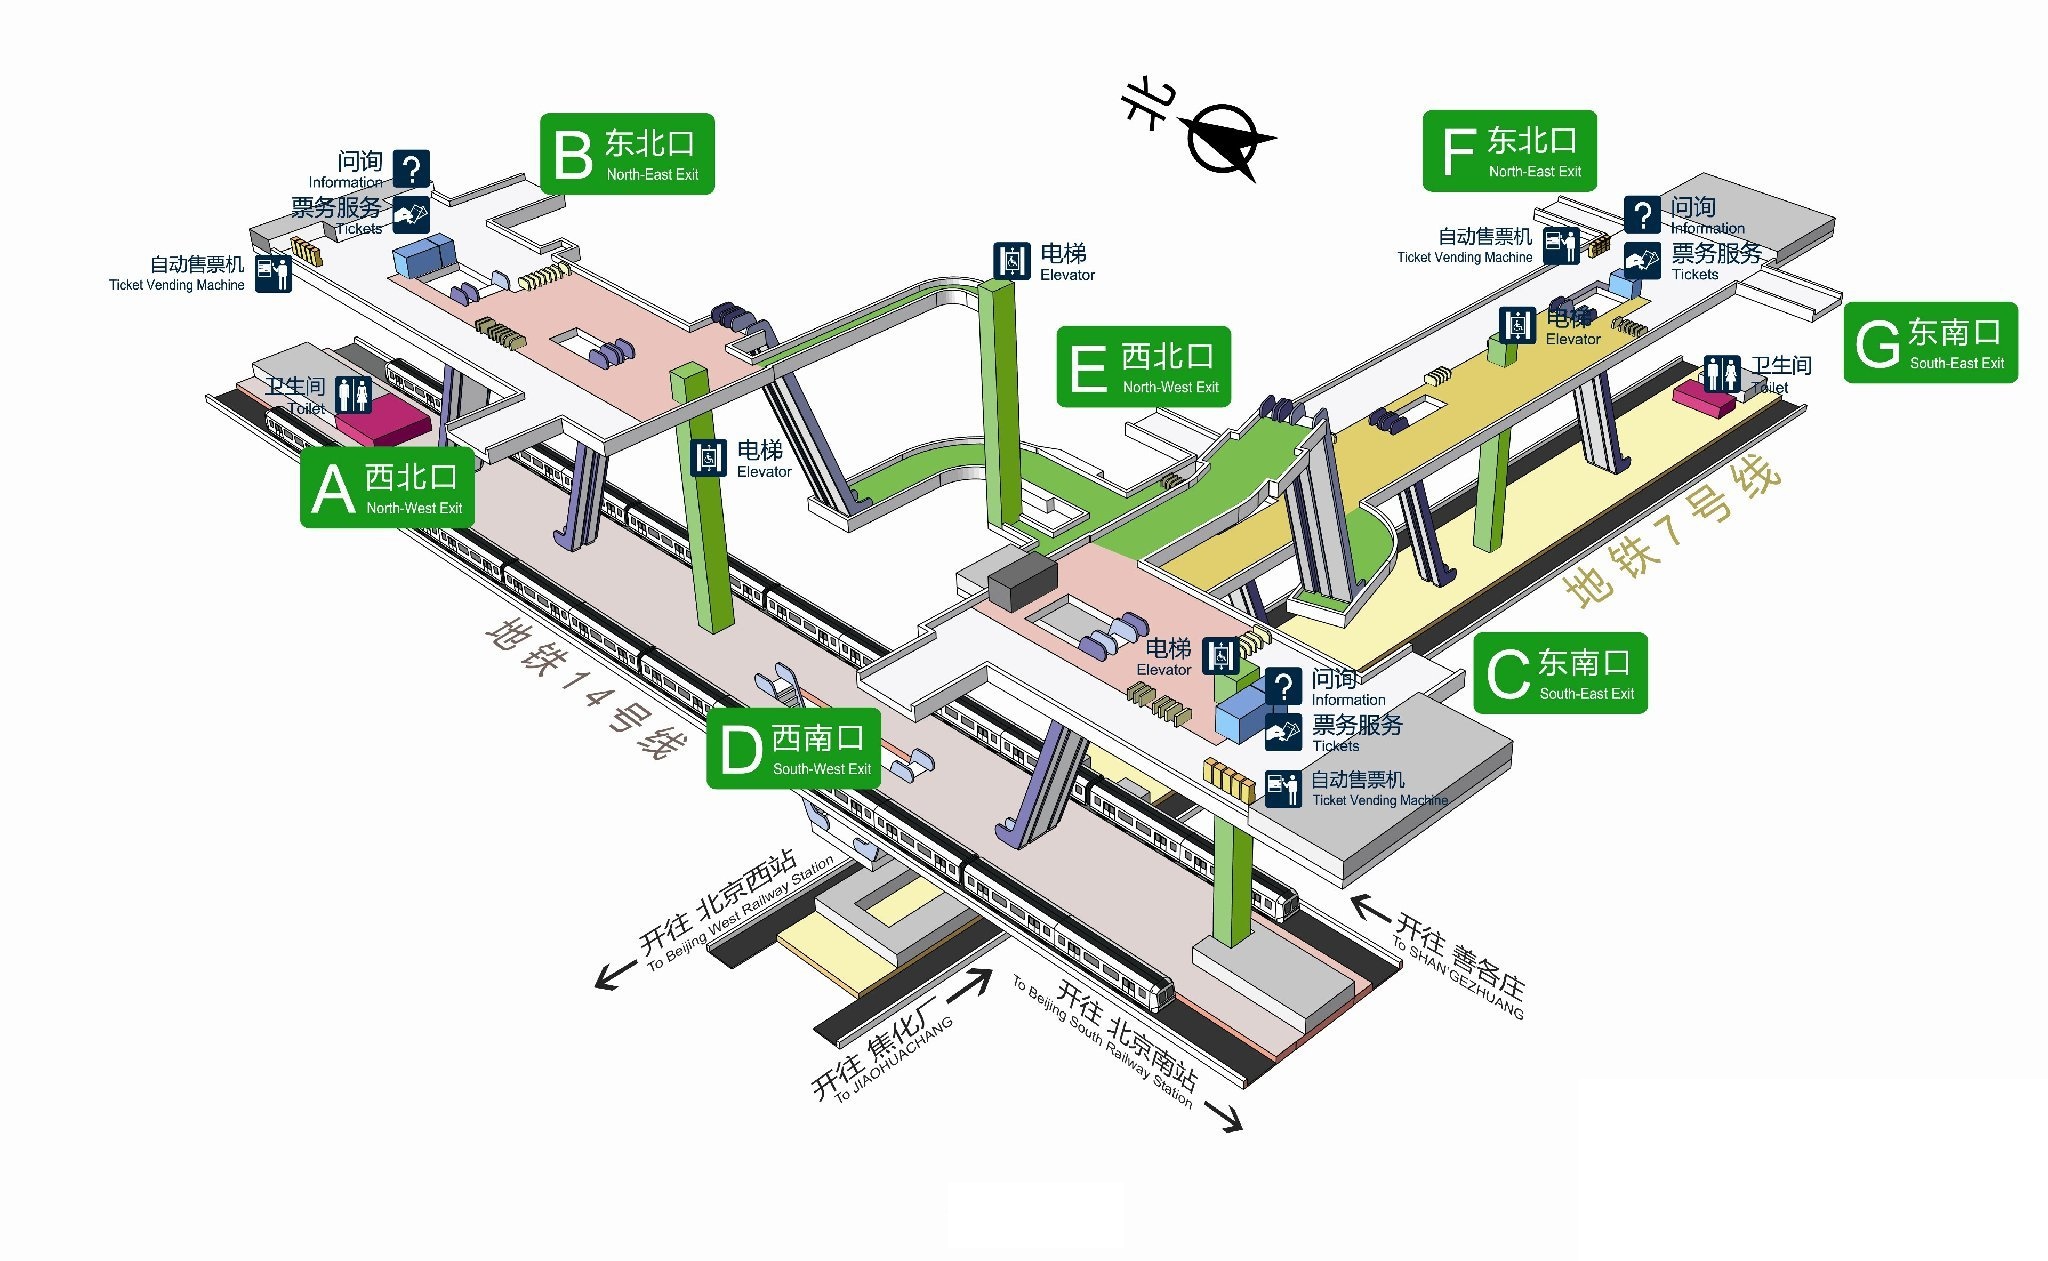 北
B 东北口
North-East Exit
F 东北口
North-East Exit
问询
Information
票务服务
Tickets
自动售票机
Ticket Vending Machine
电梯
Elevator
自动售票机
Ticket Vending Machine
问询
Information
票务服务
Tickets
电梯
Elevator
E 西北口
North-West Exit
G 东南口
South-East Exit
卫生间
Toilet
卫生间
Toilet
A 西北口
North-West Exit
电梯
Elevator
地铁7号线
地铁14号线
电梯
Elevator
C 东南口
South-East Exit
问询
Information
票务服务
Tickets
自动售票机
Ticket Vending Machine
D 西南口
South-West Exit
开往 北京西站
To Beijing West Railway Station
开往 焦化厂
To JIAOHUACHANG
开往 北京南站
To Beijing South Railway Station
开往 善各庄
To SHAN'GEZHUANG